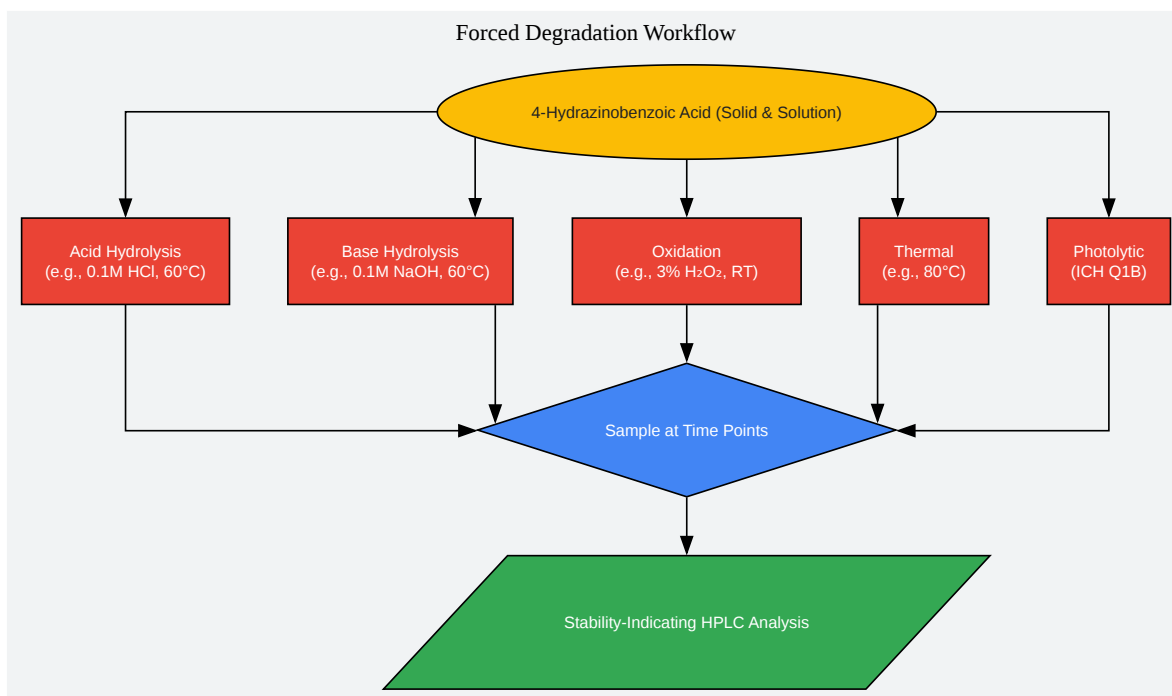 Forced Degradation Workflow
4-Hydrazinobenzoic Acid (Solid & Solution)
Acid Hydrolysis
(e.g., 0.1M HCl, 60°C)
Base Hydrolysis
(e.g., 0.1M NaOH, 60°C)
Oxidation
(e.g., 3% H₂O₂, RT)
Thermal
(e.g., 80°C)
Photolytic
(ICH Q1B)
Sample at Time Points
Stability-Indicating HPLC Analysis